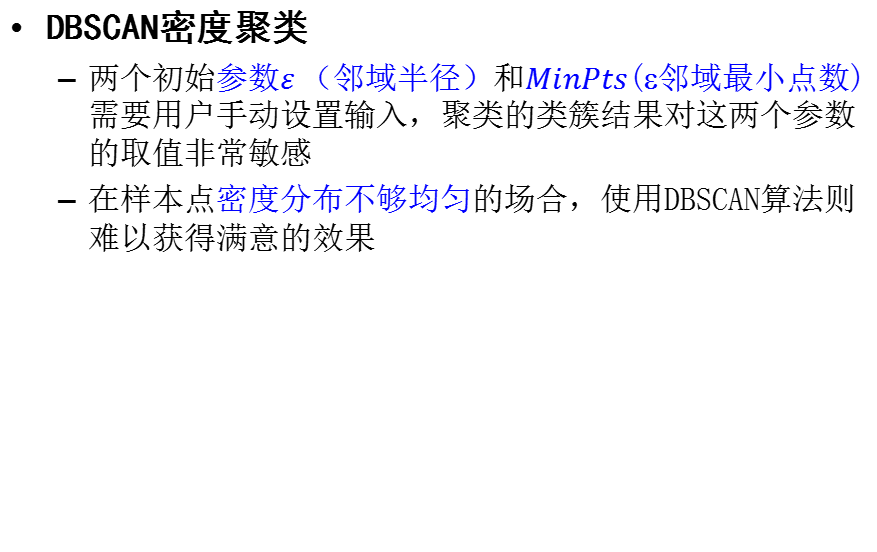 • DBSCAN密度聚类
– 两个初始参数ε（邻域半径）和MinPts(ε邻域最小点数)
需要用户手动设置输入，聚类的类簇结果对这两个参数
的取值非常敏感
– 在样本点密度分布不够均匀的场合，使用DBSCAN算法则
难以获得满意的效果